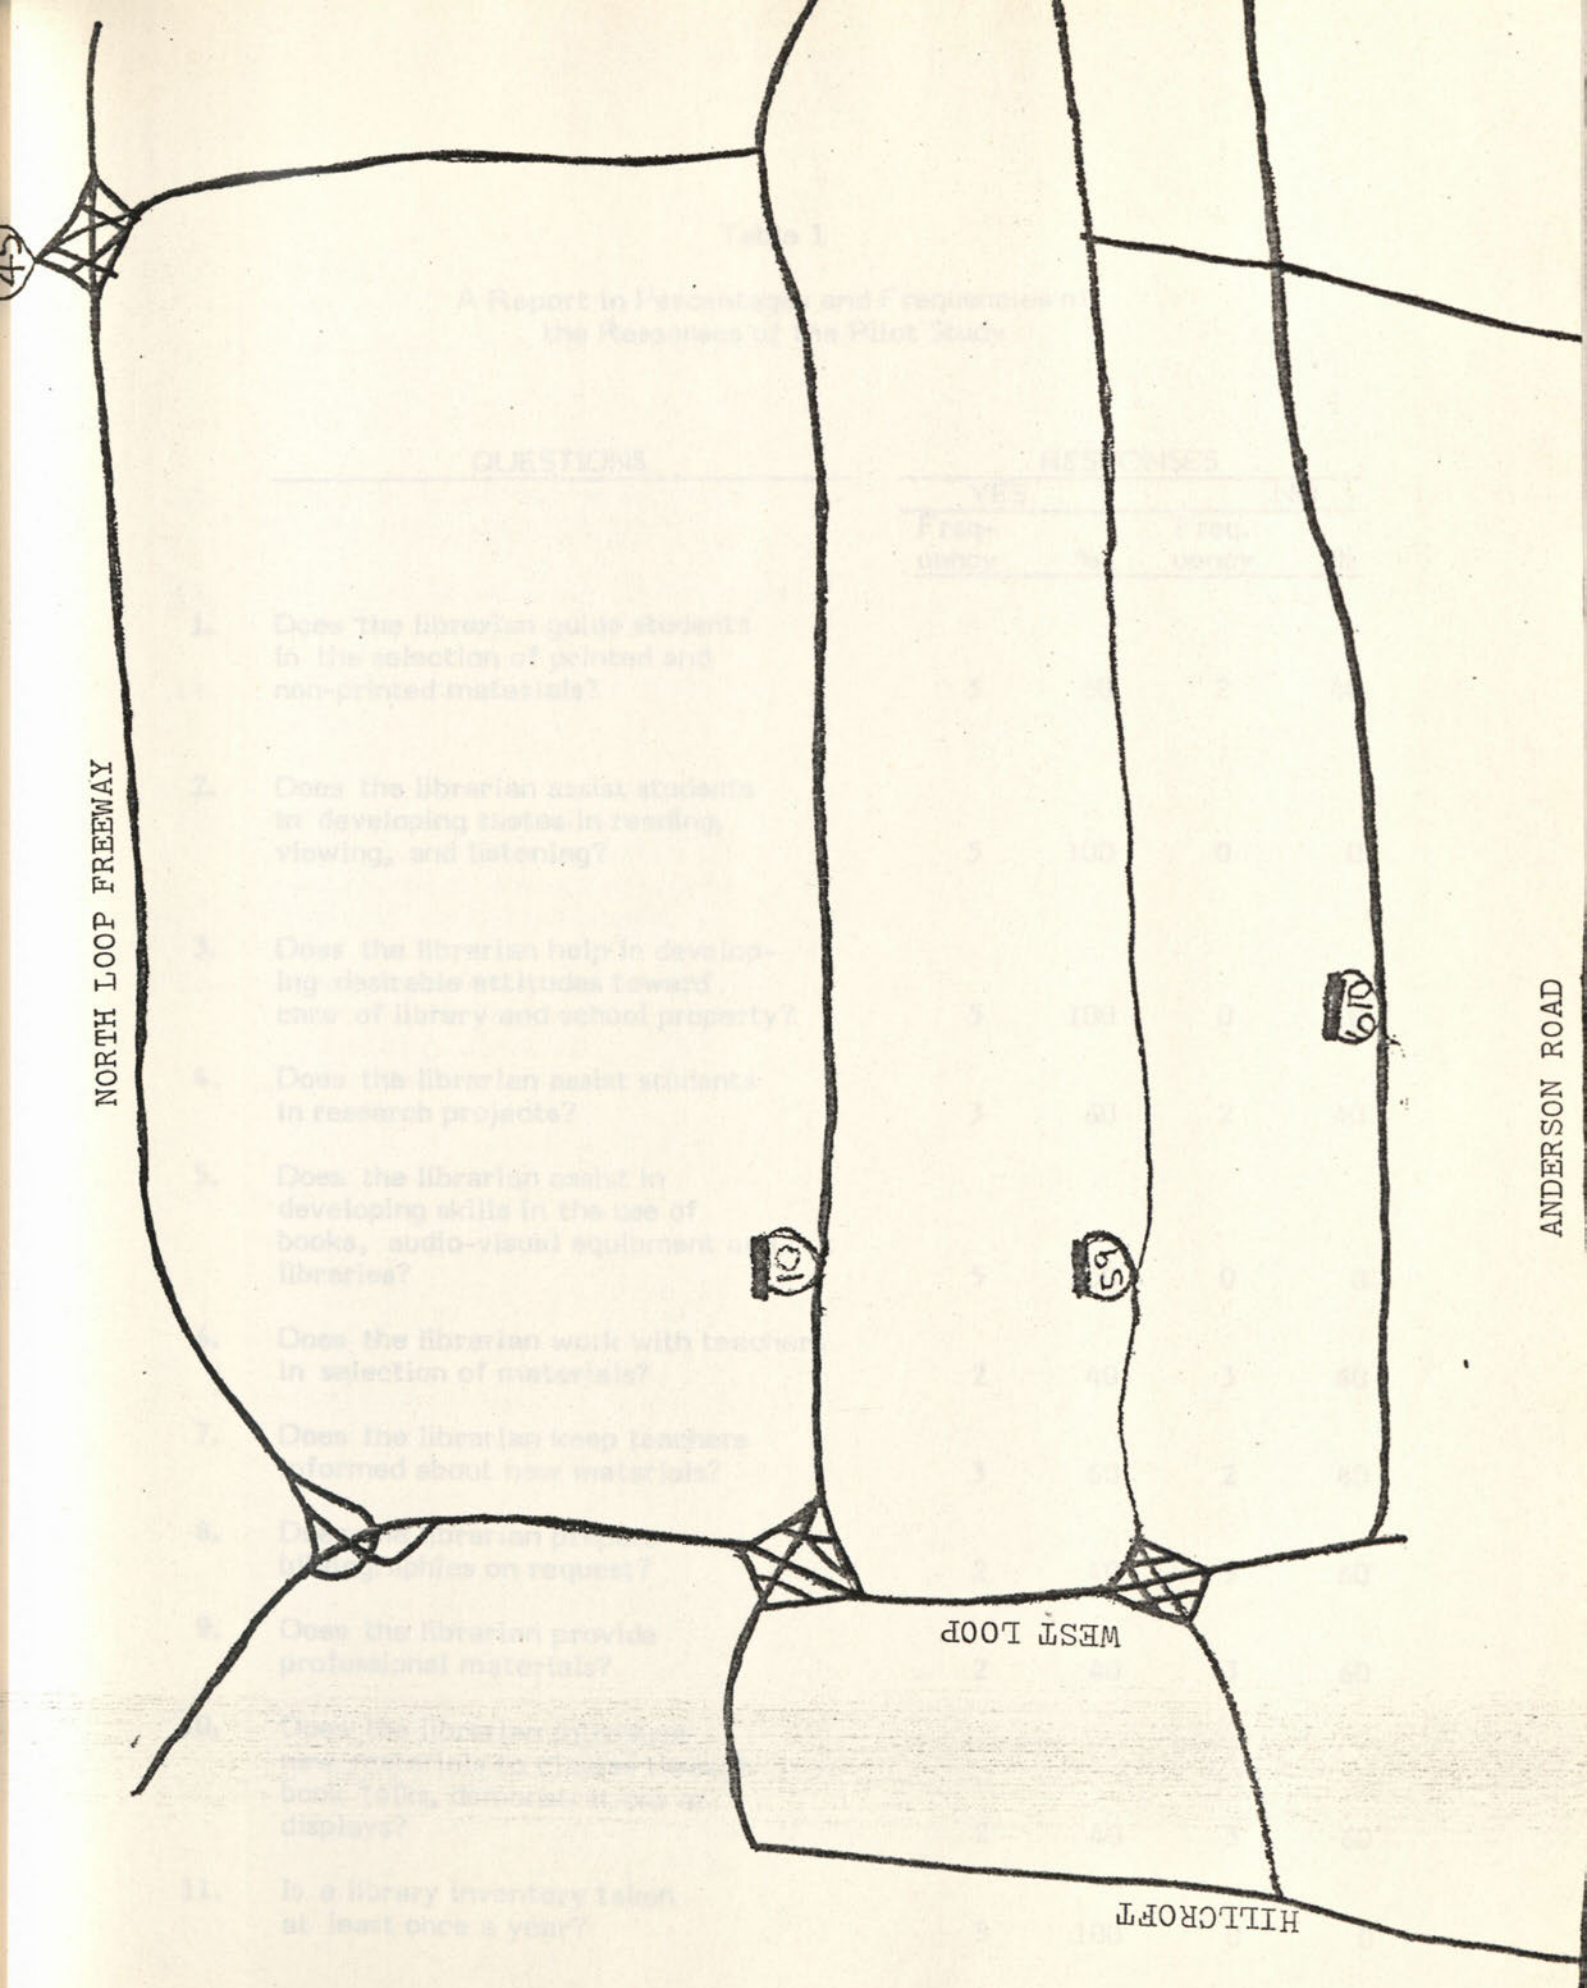 45
NORTH LOOP FREEWAY
10
59
610
ANDERSON ROAD
WEST LOOP
HILLCROFT
Table 1
A Report in Percentages and Frequencies
the Responses of the Pilot Study
QUESTIONS RESPONSES
YES
Freq-
uency % uency %
1. Does the librarian guide students
in the selection of printed and
non-printed materials? 3 60 2
2. Does the librarian assist students
in developing tastes in reading,
viewing, and listening? 5 100 0
3. Does the librarian help in develop-
ing desirable attitudes toward
care of library and school property? 5 100 0
4. Does the librarian assist students
in research projects? 3 2
5. Does the librarian assist in
developing skills in the use of
books, audio-visual equipment
libraries? 5 0 0
6. Does the librarian work with teachers
in selection of materials? 2 40 3 60
7. Does the librarian keep teachers
informed about new materials? 3 60 2
8. on request? 2 60
9. Does the librarian provide
professional materials? 2 40 3 60
displays? 40 3 60
11. Is a library inventory taken
at least once a year? 5 100 0 0